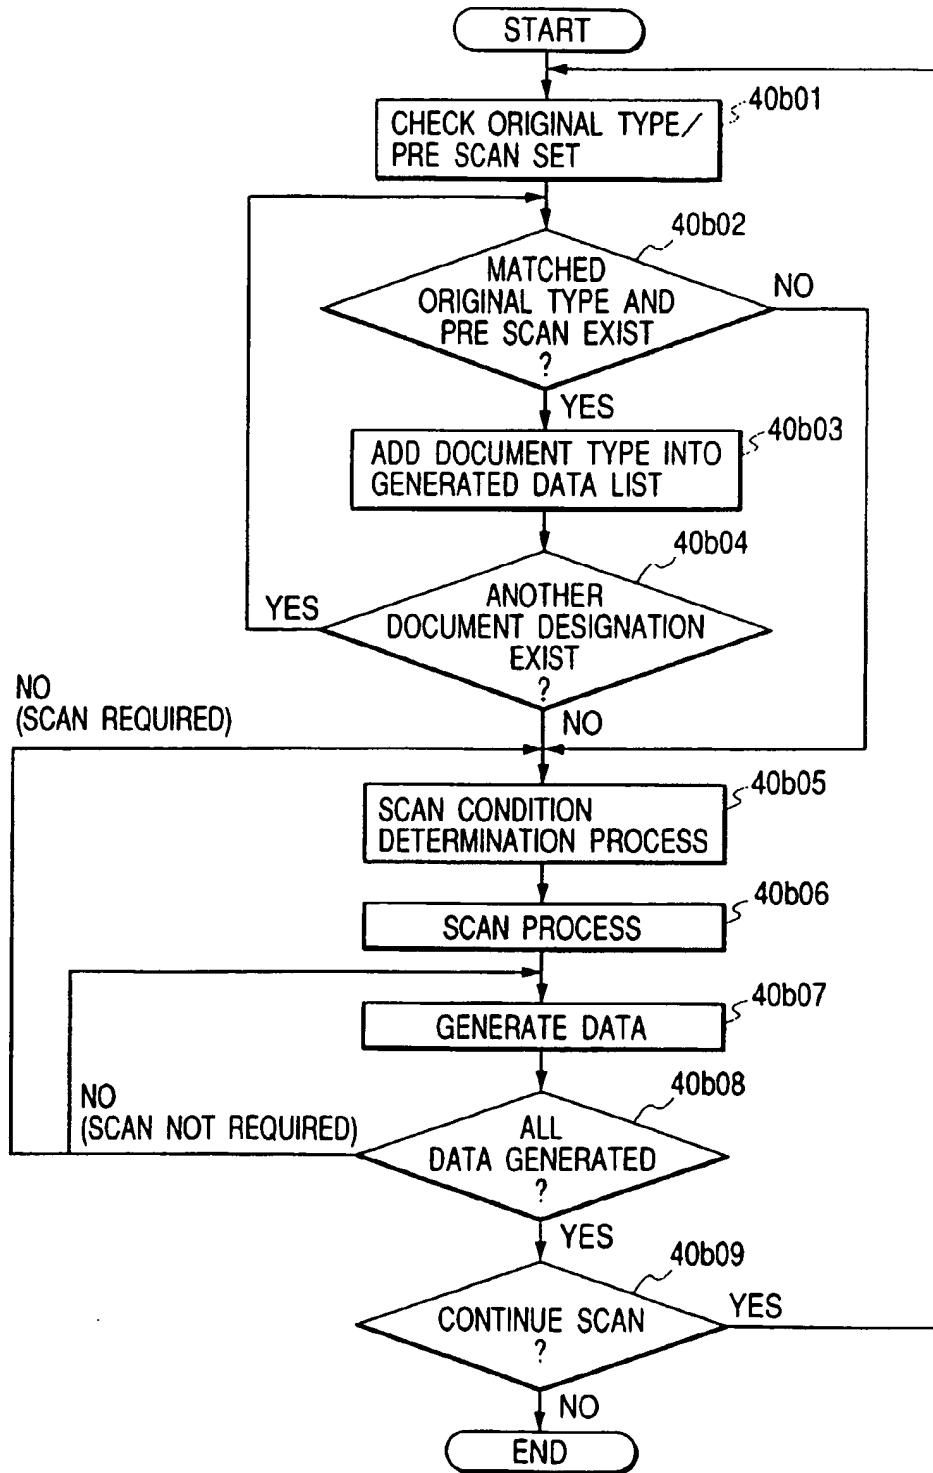 START
40b01
CHECK ORIGINAL TYPE/
PRE SCAN SET
40b02
MATCHED
ORIGINAL TYPE AND
PRE SCAN EXIST
?
NO
YES
40b03
ADD DOCUMENT TYPE INTO
GENERATED DATA LIST
40b04
ANOTHER
DOCUMENT DESIGNATION
EXIST
?
YES
NO
NO
(SCAN REQUIRED)
40b05
SCAN CONDITION
DETERMINATION PROCESS
40b06
SCAN PROCESS
40b07
GENERATE DATA
40b08
ALL
DATA GENERATED
?
NO
(SCAN NOT REQUIRED)
YES
40b09
CONTINUE SCAN
?
YES
NO
END